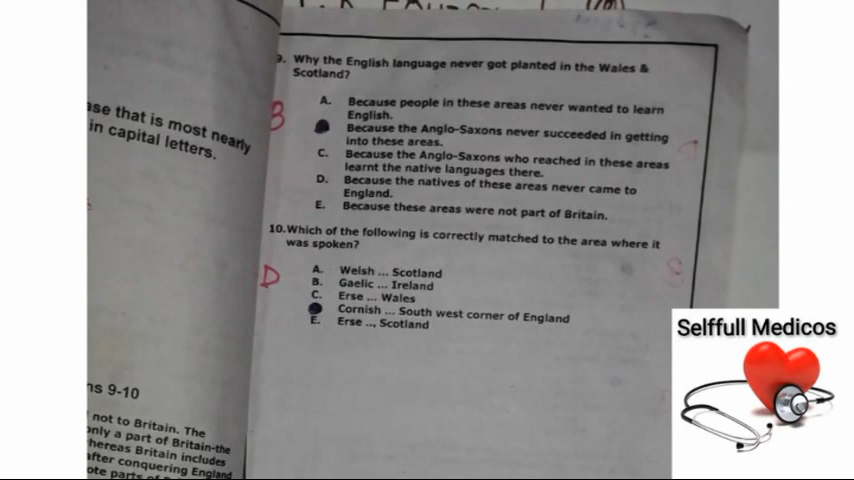 ase that is most nearly
in capital letters.
ns 9-10
not to Britain. The
only a part of Britain-the
whereas Britain includes
after conquering England
ote parts of
9. Why the English language never got planted in the Wales &
Scotland?
B
A. Because people in these areas never wanted to learn
English.
Because the Anglo-Saxons never succeeded in getting
into these areas.
C. Because the Anglo-Saxons who reached in these areas
learnt the native languages there.
D. Because the natives of these areas never came to
England.
E. Because these areas were not part of Britain.
10. Which of the following is correctly matched to the area where it
was spoken?
D
A. Welsh ... Scotland
B. Gaelic ... Ireland
C. Erse ... Wales
Cornish ... South west corner of England
E. Erse ... Scotland
Selffull Medicos